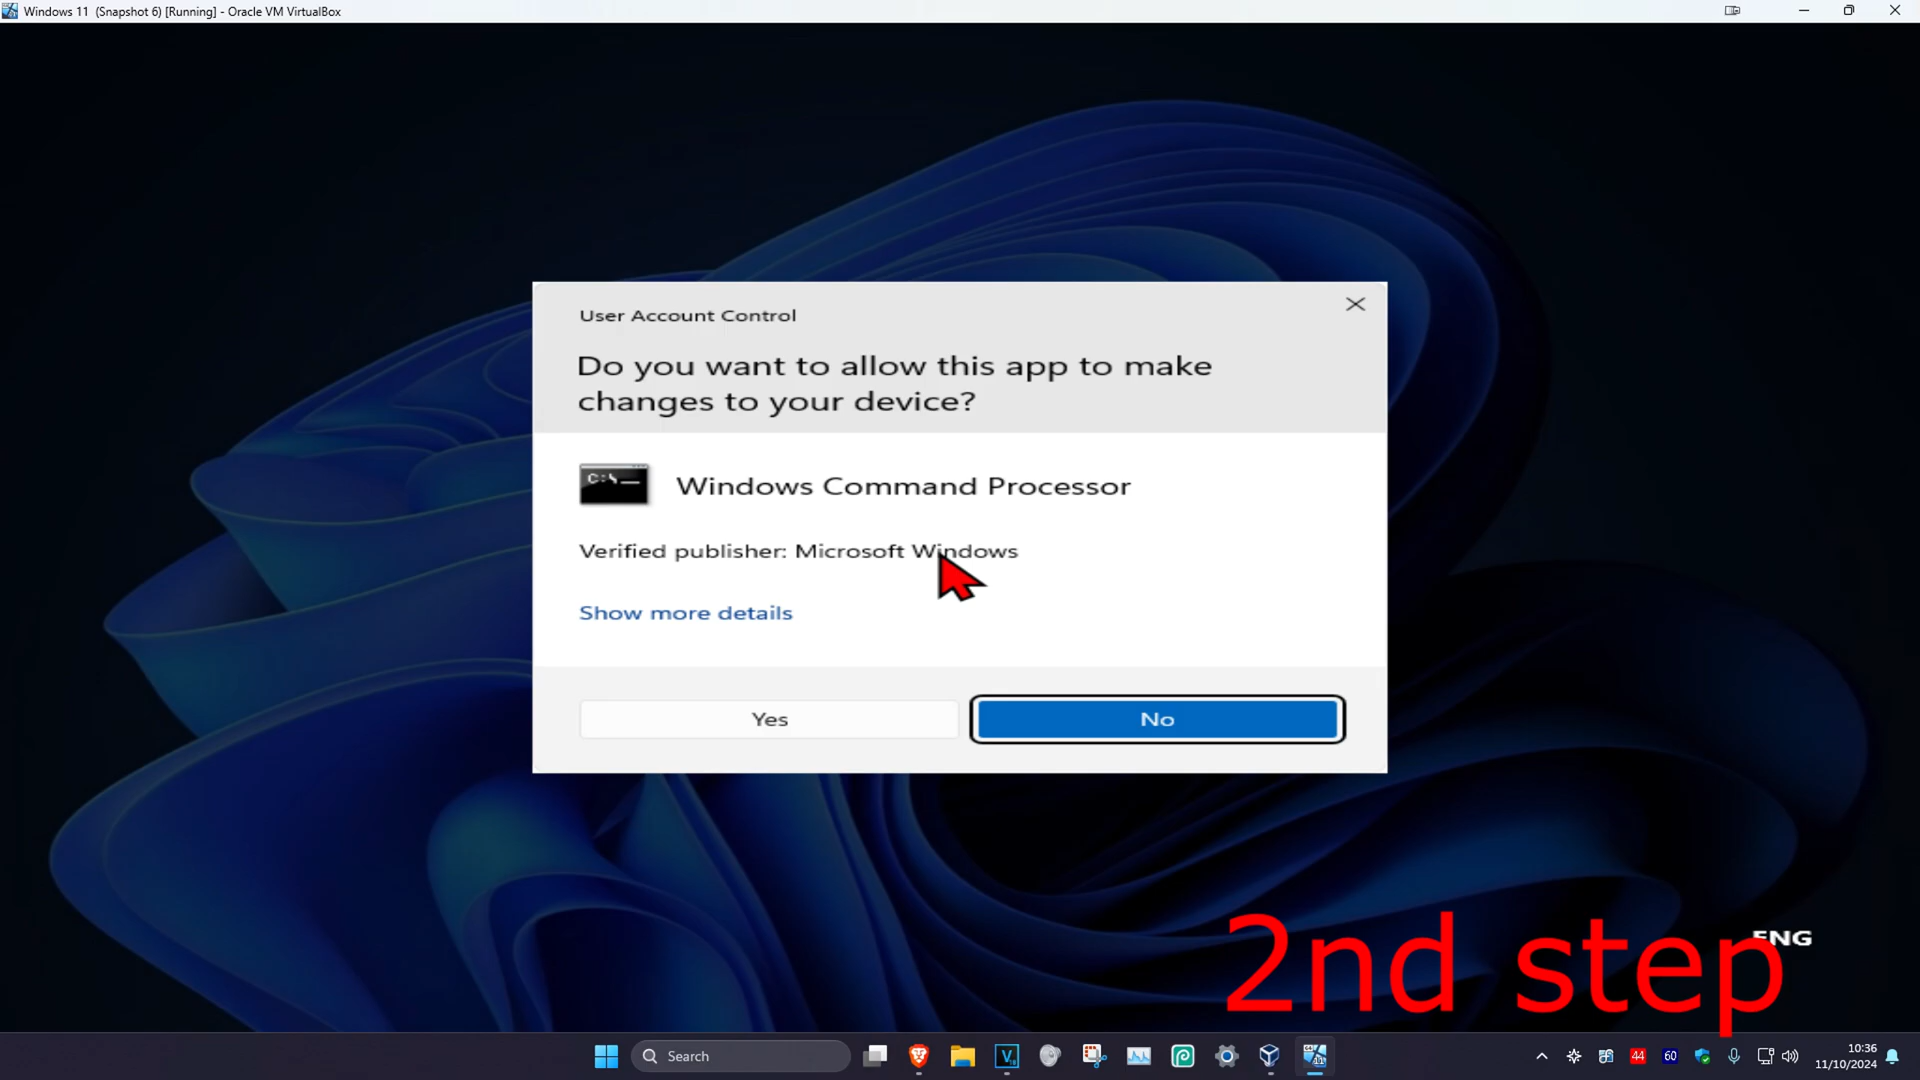 Windows 11 (Snapshot 6) [Running] - Oracle VM VirtualBox
User Account Control
Do you want to allow this app to make
changes to your device?
C:\
Windows Command Processor
Verified publisher: Microsoft Windows
Show more details
Yes
No
ENG
2nd step
Search
44
60
10:36
11/10/2024